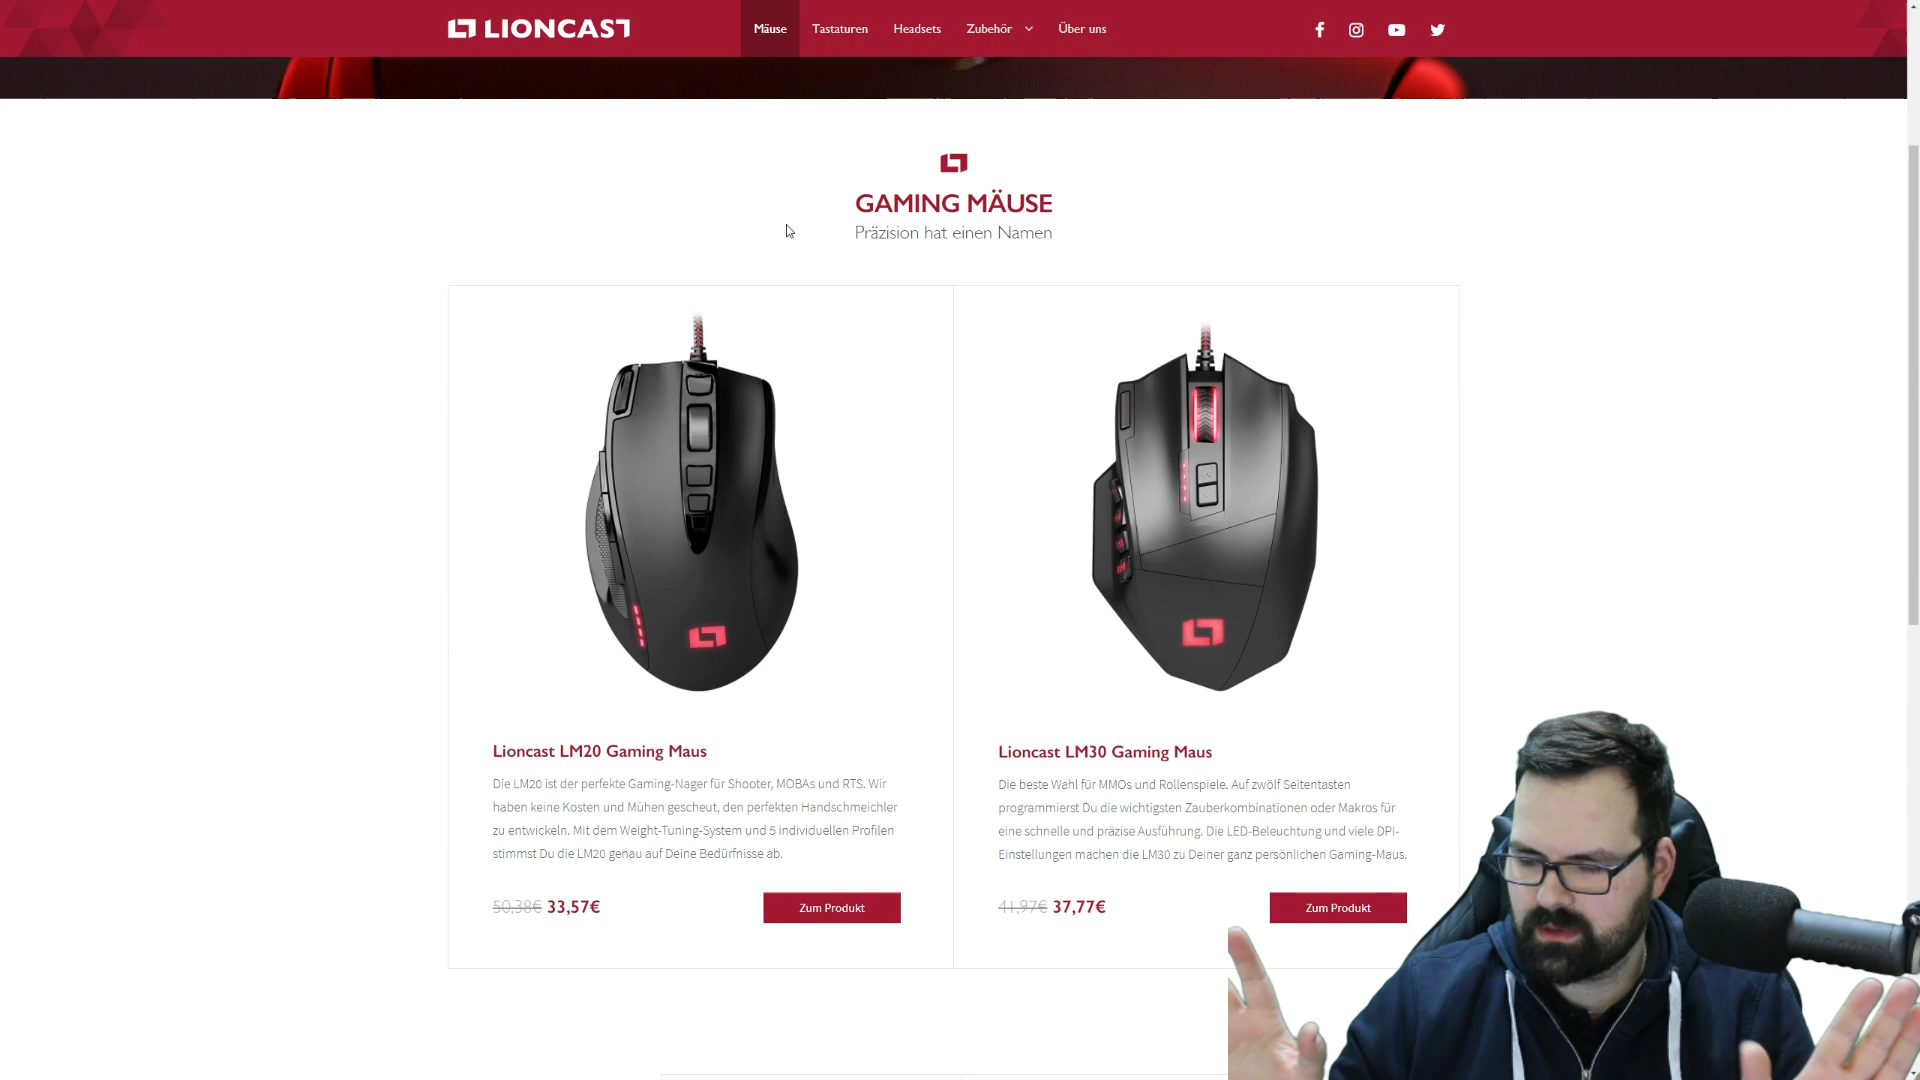 LIONCAST
Mäuse Tastaturen Headsets Zubehör Über uns
GAMING MÄUSE
Präzision hat einen Namen
Lioncast LM20 Gaming Maus
Die LM20 ist der perfekte Gaming-Nager für Shooter, MOBAs und RTS. Wir
haben keine Kosten und Mühen gescheut, den perfekten Handschmeichler
zu entwickeln. Mit dem Weight-Tuning-System und 5 individuellen Profilen
stimmst Du die LM20 genau auf Deine Bedürfnisse ab.
50,38€ 33,57€
Zum Produkt
Lioncast LM30 Gaming Maus
Die beste Wahl für MMOs und Rollenspiele. Auf zwölf Seitentasten
programmierst Du die wichtigsten Zauberkombinationen oder Makros für
eine schnelle und präzise Ausführung. Die LED-Beleuchtung und viele DPI-
Einstellungen machen die LM30 zu Deiner ganz persönlichen Gaming-Maus.
41,97€ 37,77€
Zum Produkt